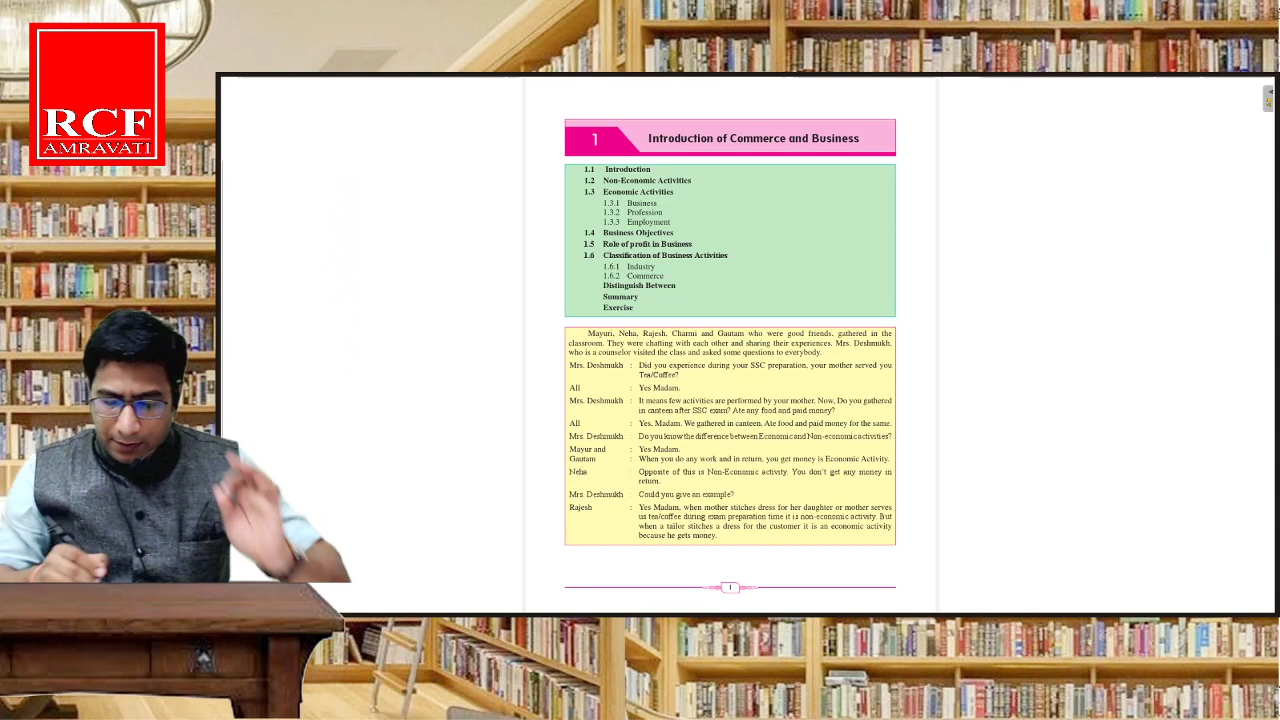 RCF
AMRAVATI
1 Introduction of Commerce and Business
1.1 Introduction
1.2 Non-Economic Activities
1.3 Economic Activities
1.3.1 Business
1.3.2 Profession
1.3.3 Employment
1.4 Business Objectives
1.5 Role of profit in Business
1.6 Classification of Business Activities
1.6.1 Industry
1.6.2 Commerce
Distinguish Between
Summary
Exercise
Mayuri, Neha, Rajesh, Charmi and Gautam who were good friends, gathered in the
classroom. They were chatting with each other and sharing their experiences. Mrs. Deshmukh,
who is a counselor visited the class and asked some questions to everybody.
Mrs. Deshmukh : Did you experience during your SSC preparation, your mother served you
Tea/Coffee?
All : Yes Madam.
Mrs. Deshmukh : It means few activities are performed by your mother. Now, Do you gathered
in canteen after SSC exam? Ate any food and paid money?
All : Yes, Madam. We gathered in canteen. Ate food and paid money for the same.
Mrs. Deshmukh : Do you know the difference between Economic and Non-economic activities?
Mayur and : Yes Madam.
Gautam : When you do any work and in return, you get money is Economic Activity.
Neha : Opposite of this is Non-Economic activity. You don't get any money in
return.
Mrs. Deshmukh : Could you give an example?
Rajesh : Yes Madam, when mother stitches dress for her daughter or mother serves
us tea/coffee during exam preparation time it is non-economic activity. But
when a tailor stitches a dress for the customer it is an economic activity
because he gets money.
1